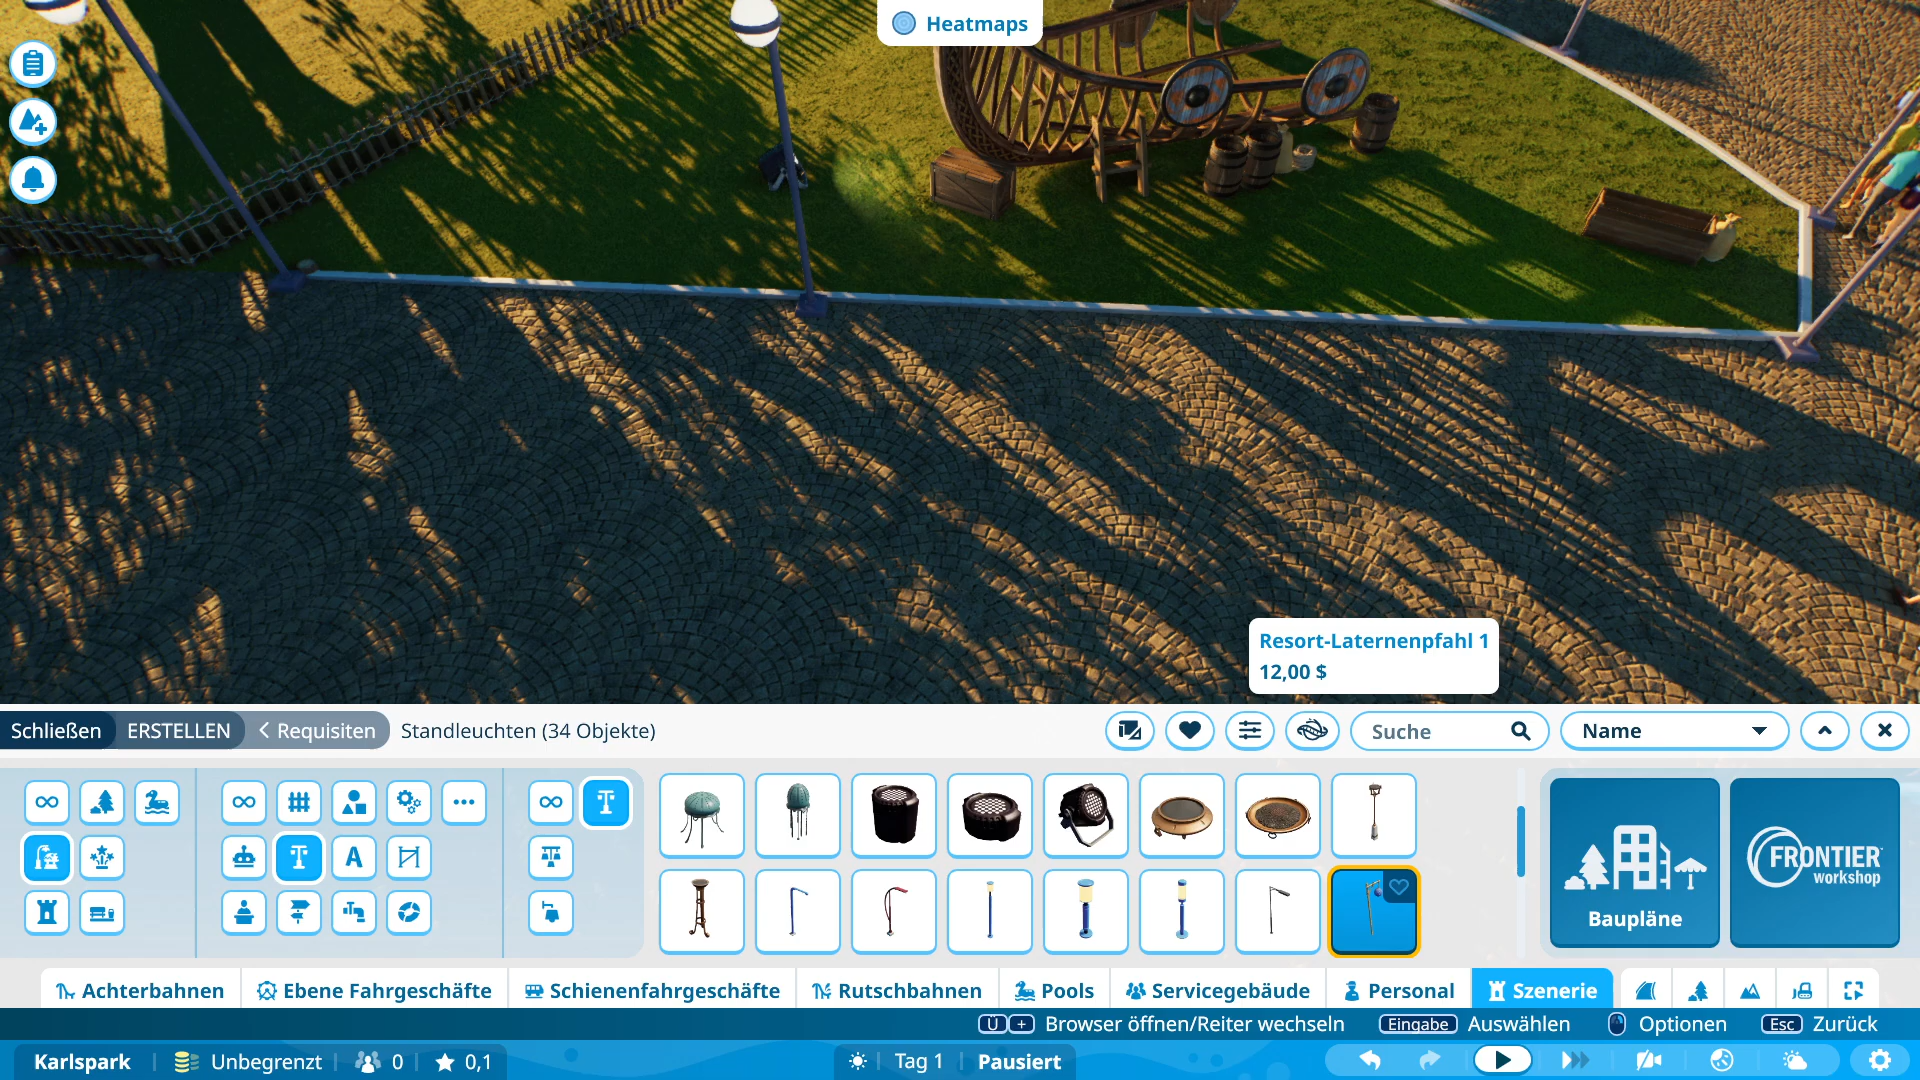 Heatmaps
Resort-Laternenpfahl 1
12,00 $
Schließen
ERSTELLEN
Requisiten
Standleuchten (34 Objekte)
Suche
Name
Baupläne
FRONTIER
workshop
Achterbahnen
Ebene Fahrgeschäfte
Schienenfahrgeschäfte
Rutschbahnen
Pools
Servicegebäude
Personal
Szenerie
U + Browser öffnen/Reiter wechseln
Eingabe Auswählen
Optionen
Esc Zurück
Karlspark
Unbegrenzt
0
0,1
Tag 1
Pausiert